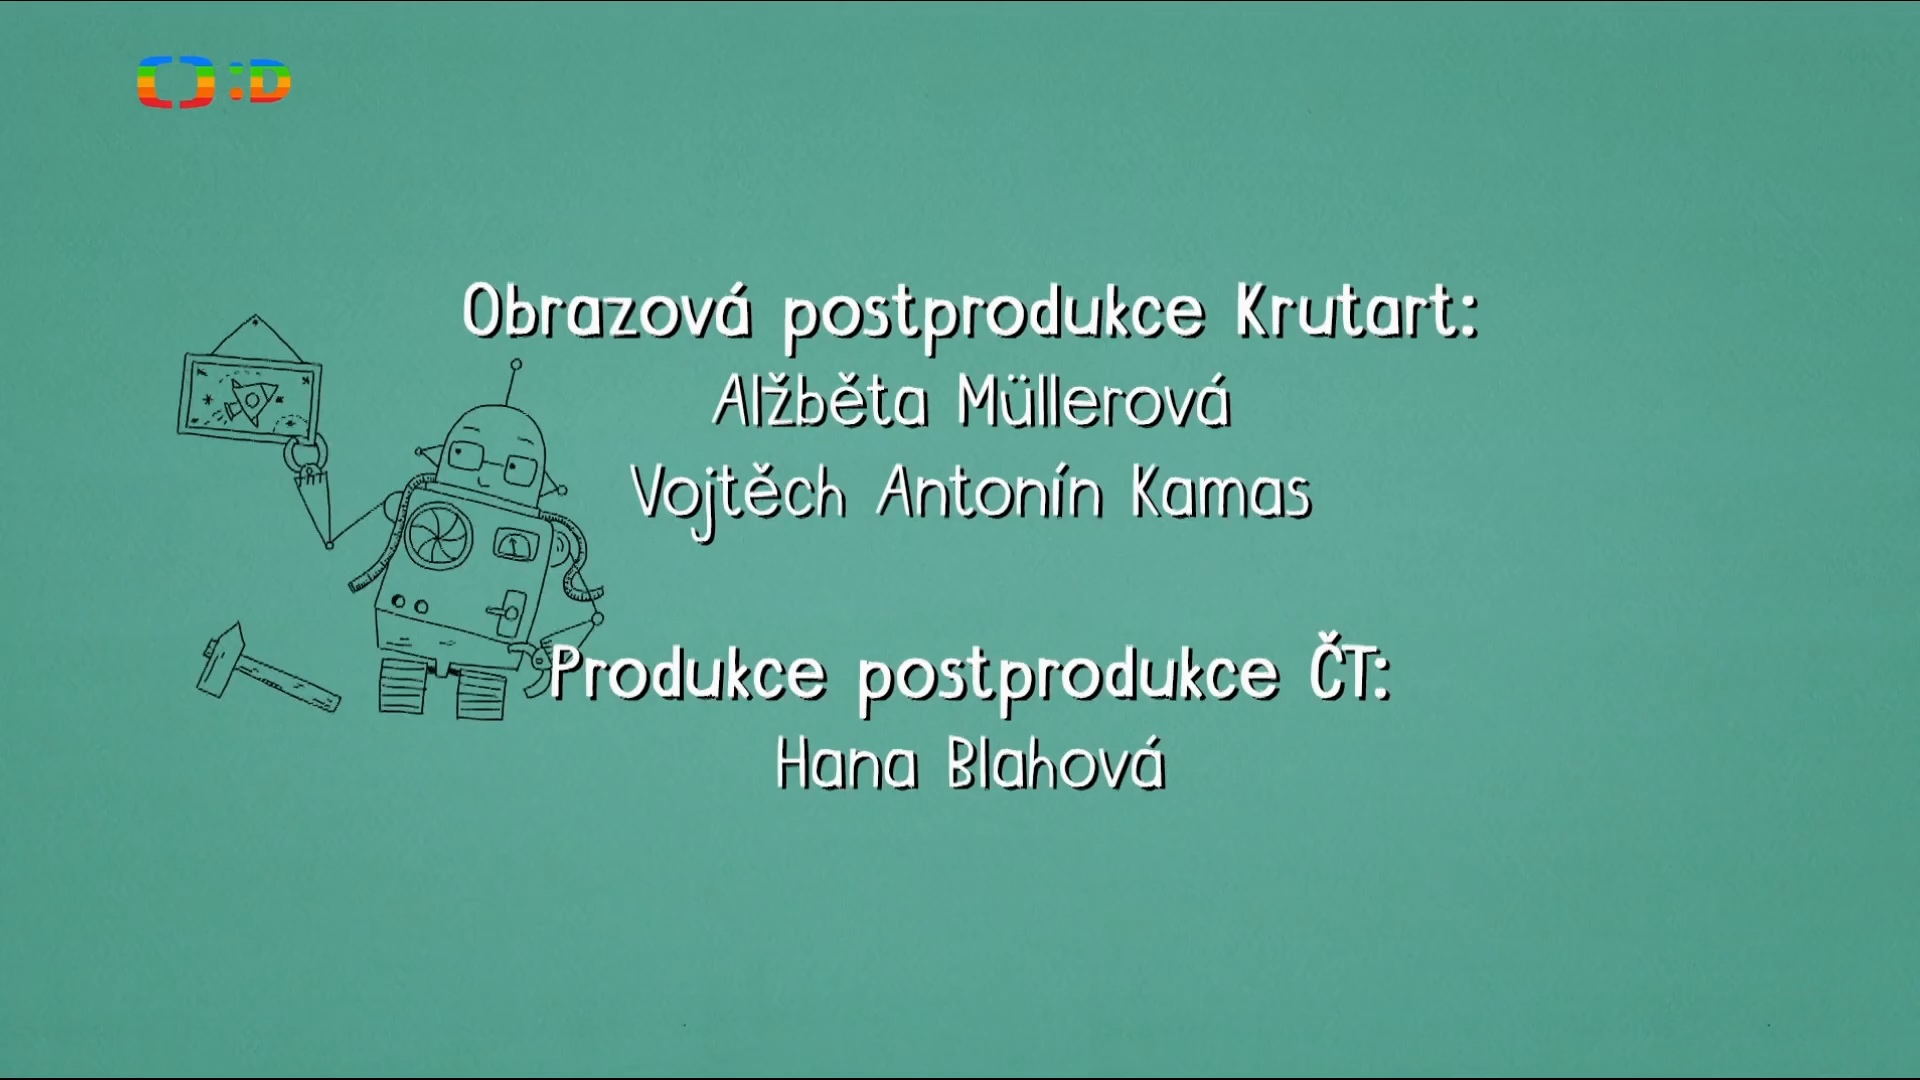 :D
Obrazová postprodukce Krutart:
Alžběta Müllerová
Vojtěch Antonín Kamas
Produkce postprodukce ČT:
Hana Blahová